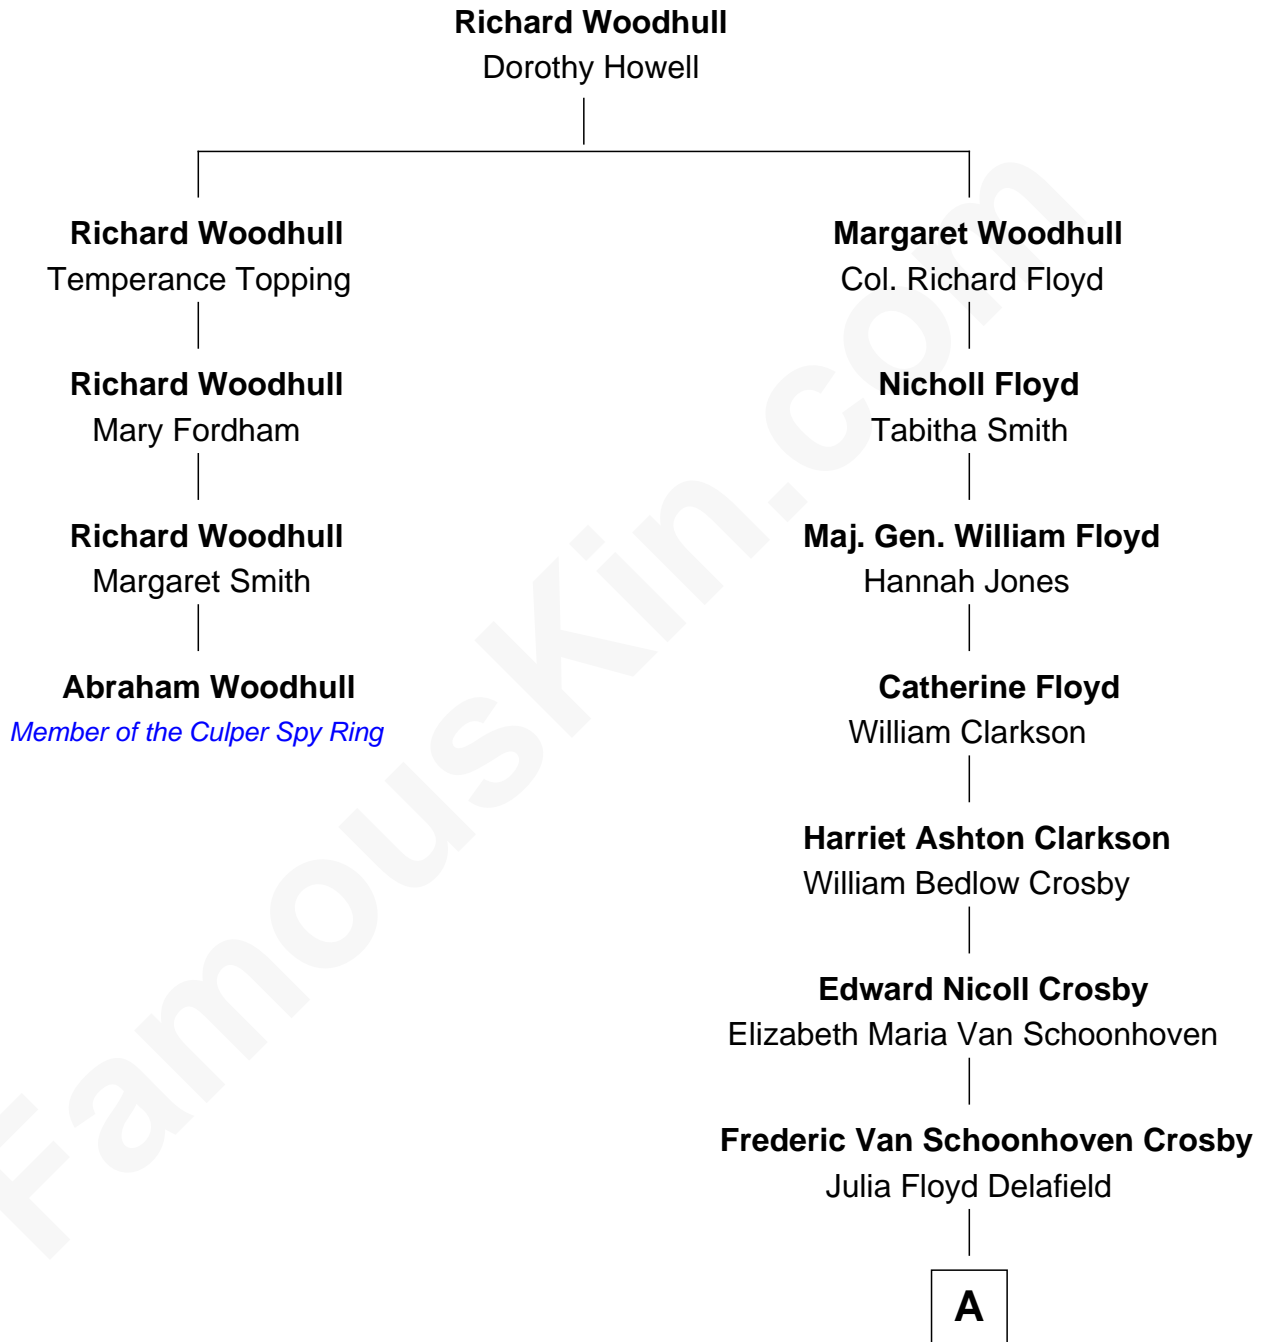 Richard Woodhull
Dorothy Howell
Richard Woodhull
Temperance Topping
Richard Woodhull
Mary Fordham
Richard Woodhull
Margaret Smith
Abraham Woodhull
Member of the Culper Spy Ring
Margaret Woodhull
Col. Richard Floyd
Nicholl Floyd
Tabitha Smith
Maj. Gen. William Floyd
Hannah Jones
Catherine Floyd
William Clarkson
Harriet Ashton Clarkson
William Bedlow Crosby
Edward Nicoll Crosby
Elizabeth Maria Van Schoonhoven
Frederic Van Schoonhoven Crosby
Julia Floyd Delafield
A
FamousKin.com